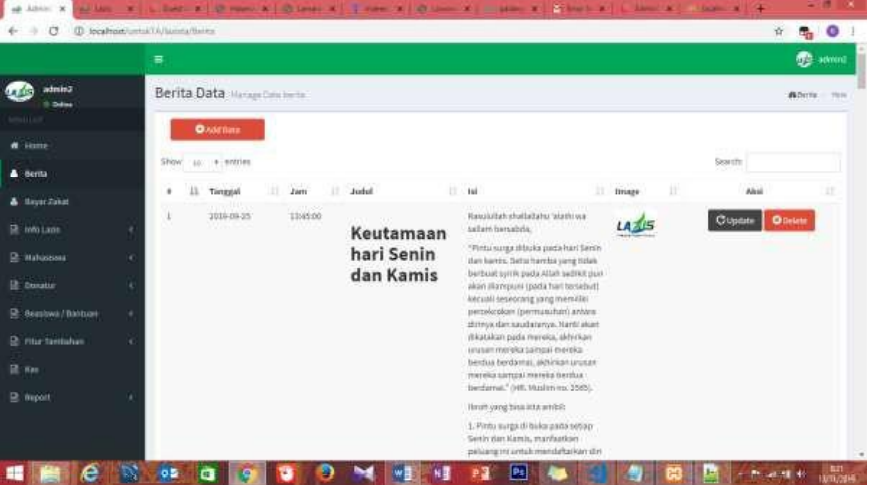 localhost/untukTA/lazista/Berita
LAZIS
admin2
Online
admin2
Berita Data Manage Data berita
Berita
Add Data
Home
Berita
Bayar Zakat
Info Lazis
Mahasiswa
Donatur
Beasiswa / Bantuan
Fitur Tambahan
Kas
Report
Show 10 entries
Search:
# Tanggal Jam Judul Isi Image Aksi
1 2019-09-25 13:45:00
Keutamaan
hari Senin
dan Kamis
Rasulullah shallallahu 'alaihi wa
sallam bersabda,
"Pintu surga dibuka pada hari Senin
dan kamis. Setia hamba yang tidak
berbuat syirik pada Allah sedikit pun
akan diampuni (pada hari tersebut)
kecuali seseorang yang memiliki
percekcokan (permusuhan) antara
dirinya dan saudaranya. Nanti akan
dikatakan pada mereka, akhirkan
urusan mereka sampai mereka
berdua berdamai, akhirkan urusan
mereka sampai mereka berdua
berdamai." (HR. Muslim no. 2565).
Ibroh yang bisa kita ambil:
1. Pintu surga di buka pada setiap
Senin dan Kamis, manfaatkan
peluang ini untuk mendaftarkan diri
LAZIS
Update
Delete